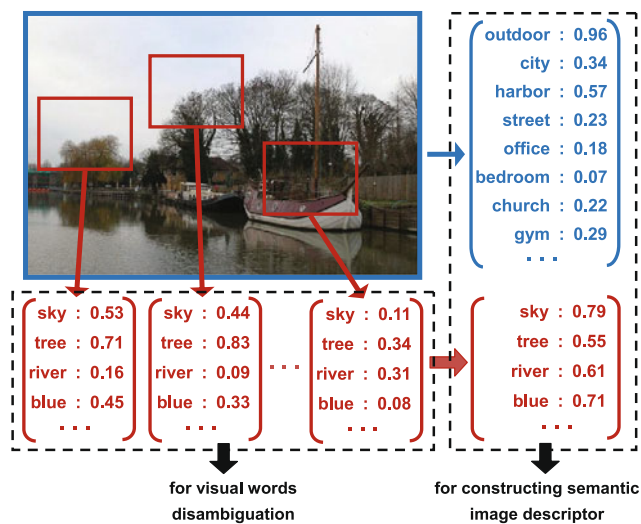 outdoor : 0.96
city : 0.34
harbor : 0.57
street : 0.23
office : 0.18
bedroom : 0.07
church : 0.22
gym : 0.29
. . .
sky : 0.53
tree : 0.71
river : 0.16
blue : 0.45
. . .
sky : 0.44
tree : 0.83
river : 0.09
blue : 0.33
. . .
. . . .
sky : 0.11
tree : 0.34
river : 0.31
blue : 0.08
. . .
sky : 0.79
tree : 0.55
river : 0.61
blue : 0.71
. . .
for visual words
disambiguation
for constructing semantic
image descriptor